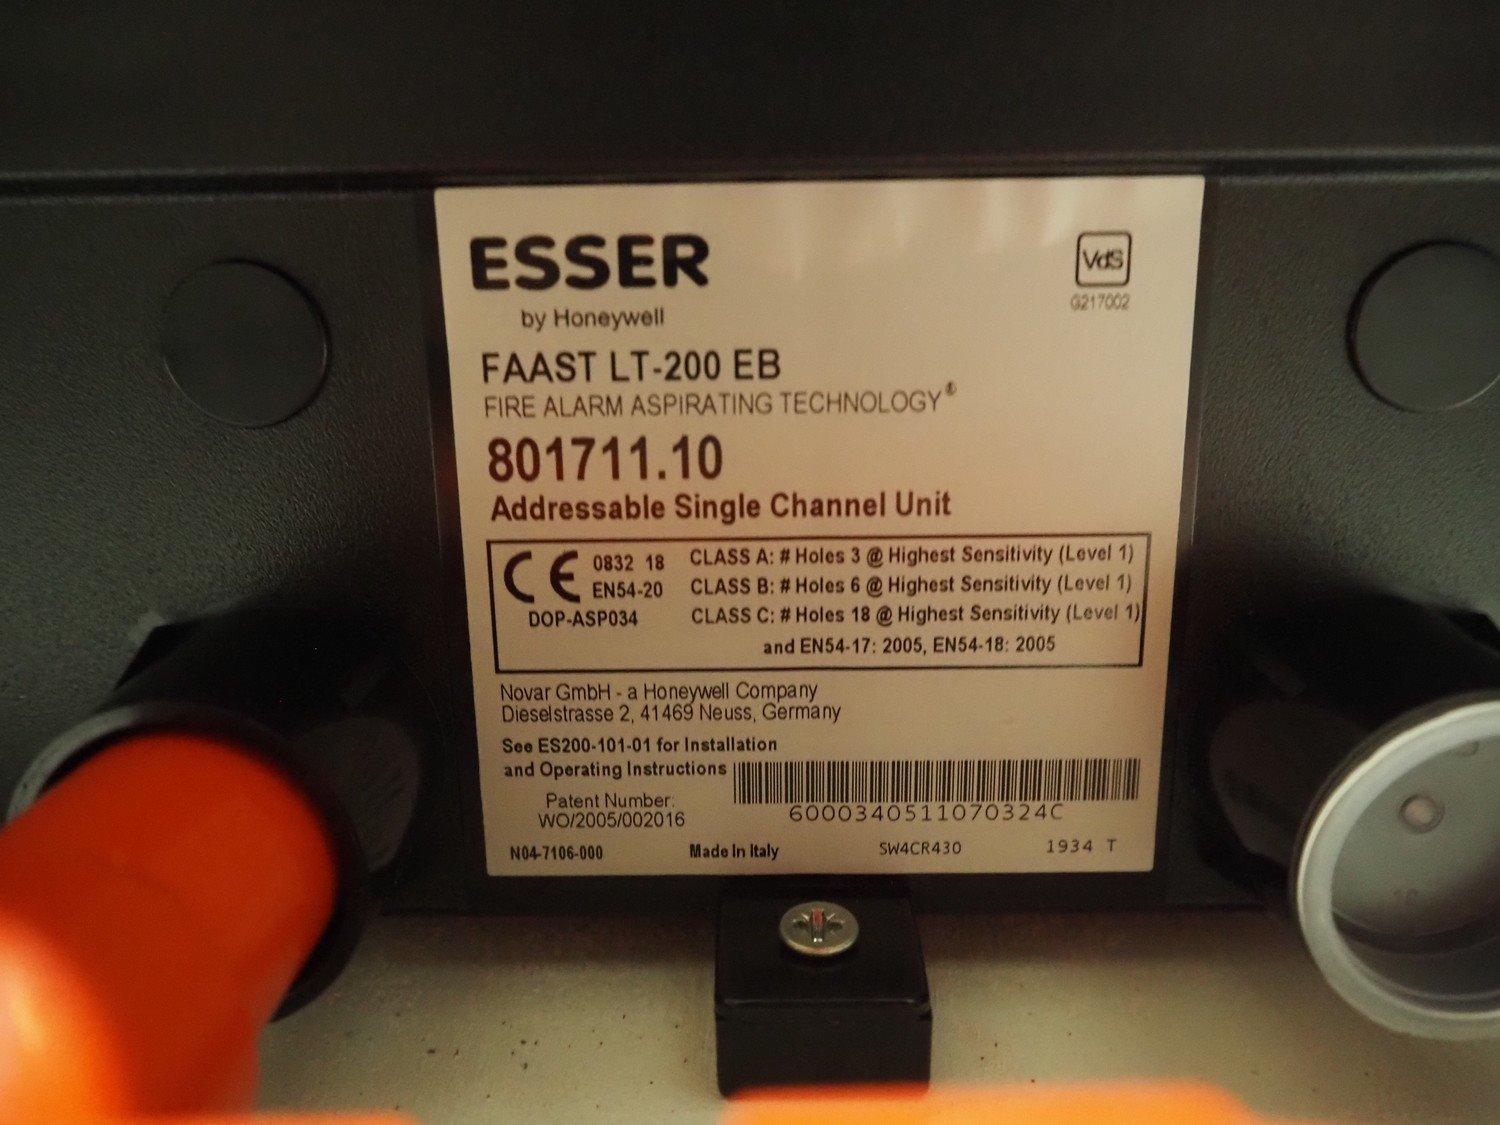 ESSER
by Honeywell
VdS
G217002
FAAST LT-200 EB
FIRE ALARM ASPIRATING TECHNOLOGY®
801711.10
Addressable Single Channel Unit
CE 0832 18
EN54-20
DOP-ASP034
CLASS A: # Holes 3 @ Highest Sensitivity (Level 1)
CLASS B: # Holes 6 @ Highest Sensitivity (Level 1)
CLASS C: # Holes 18 @ Highest Sensitivity (Level 1)
and EN54-17: 2005, EN54-18: 2005
Novar GmbH - a Honeywell Company
Dieselstrasse 2, 41469 Neuss, Germany
See ES200-101-01 for Installation
and Operating Instructions
6000340511070324C
Patent Number:
WO/2005/002016
N04-7106-000 Made In Italy SW4CR430 1934 T